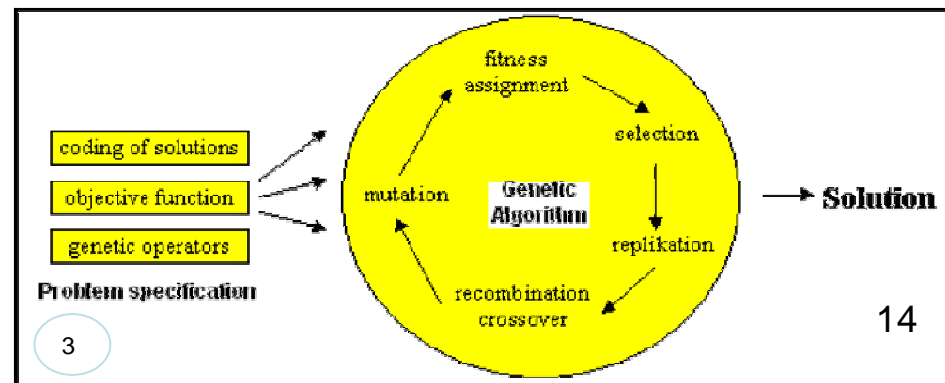 coding of solutions
objective function
genetic operators
Problem specification
3
fitness
assignment
selection
replikation
recombination
crossover
mutation
Genetic
Algorithm
Solution
14